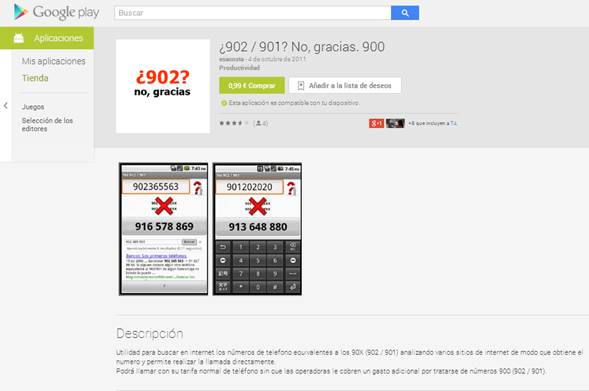 Google play
Buscar
Aplicaciones
Mis aplicaciones
Tienda
Juegos
Selección de los editores
¿902?
no, gracias
¿902 / 901? No, gracias. 900
esacosta - 4 de octubre de 2011
Productividad
0,99 € Comprar
Añadir a la lista de deseos
Esta aplicación es compatible con tu dispositivo.
+8 que incluyen a Tú.
902365563
916 578 869
901202020
913 648 880
Descripción
Utilidad para buscar en internet los números de telefono equivalentes a los 90X (902 / 901) analizando varios sitios de internet de modo que obtiene el
numero y permite realizar la llamada directamente.
Podrá llamar con su tarifa normal de teléfono sin que las operadoras le cobren un gasto adicional por tratarse de números 900 (902 / 901).